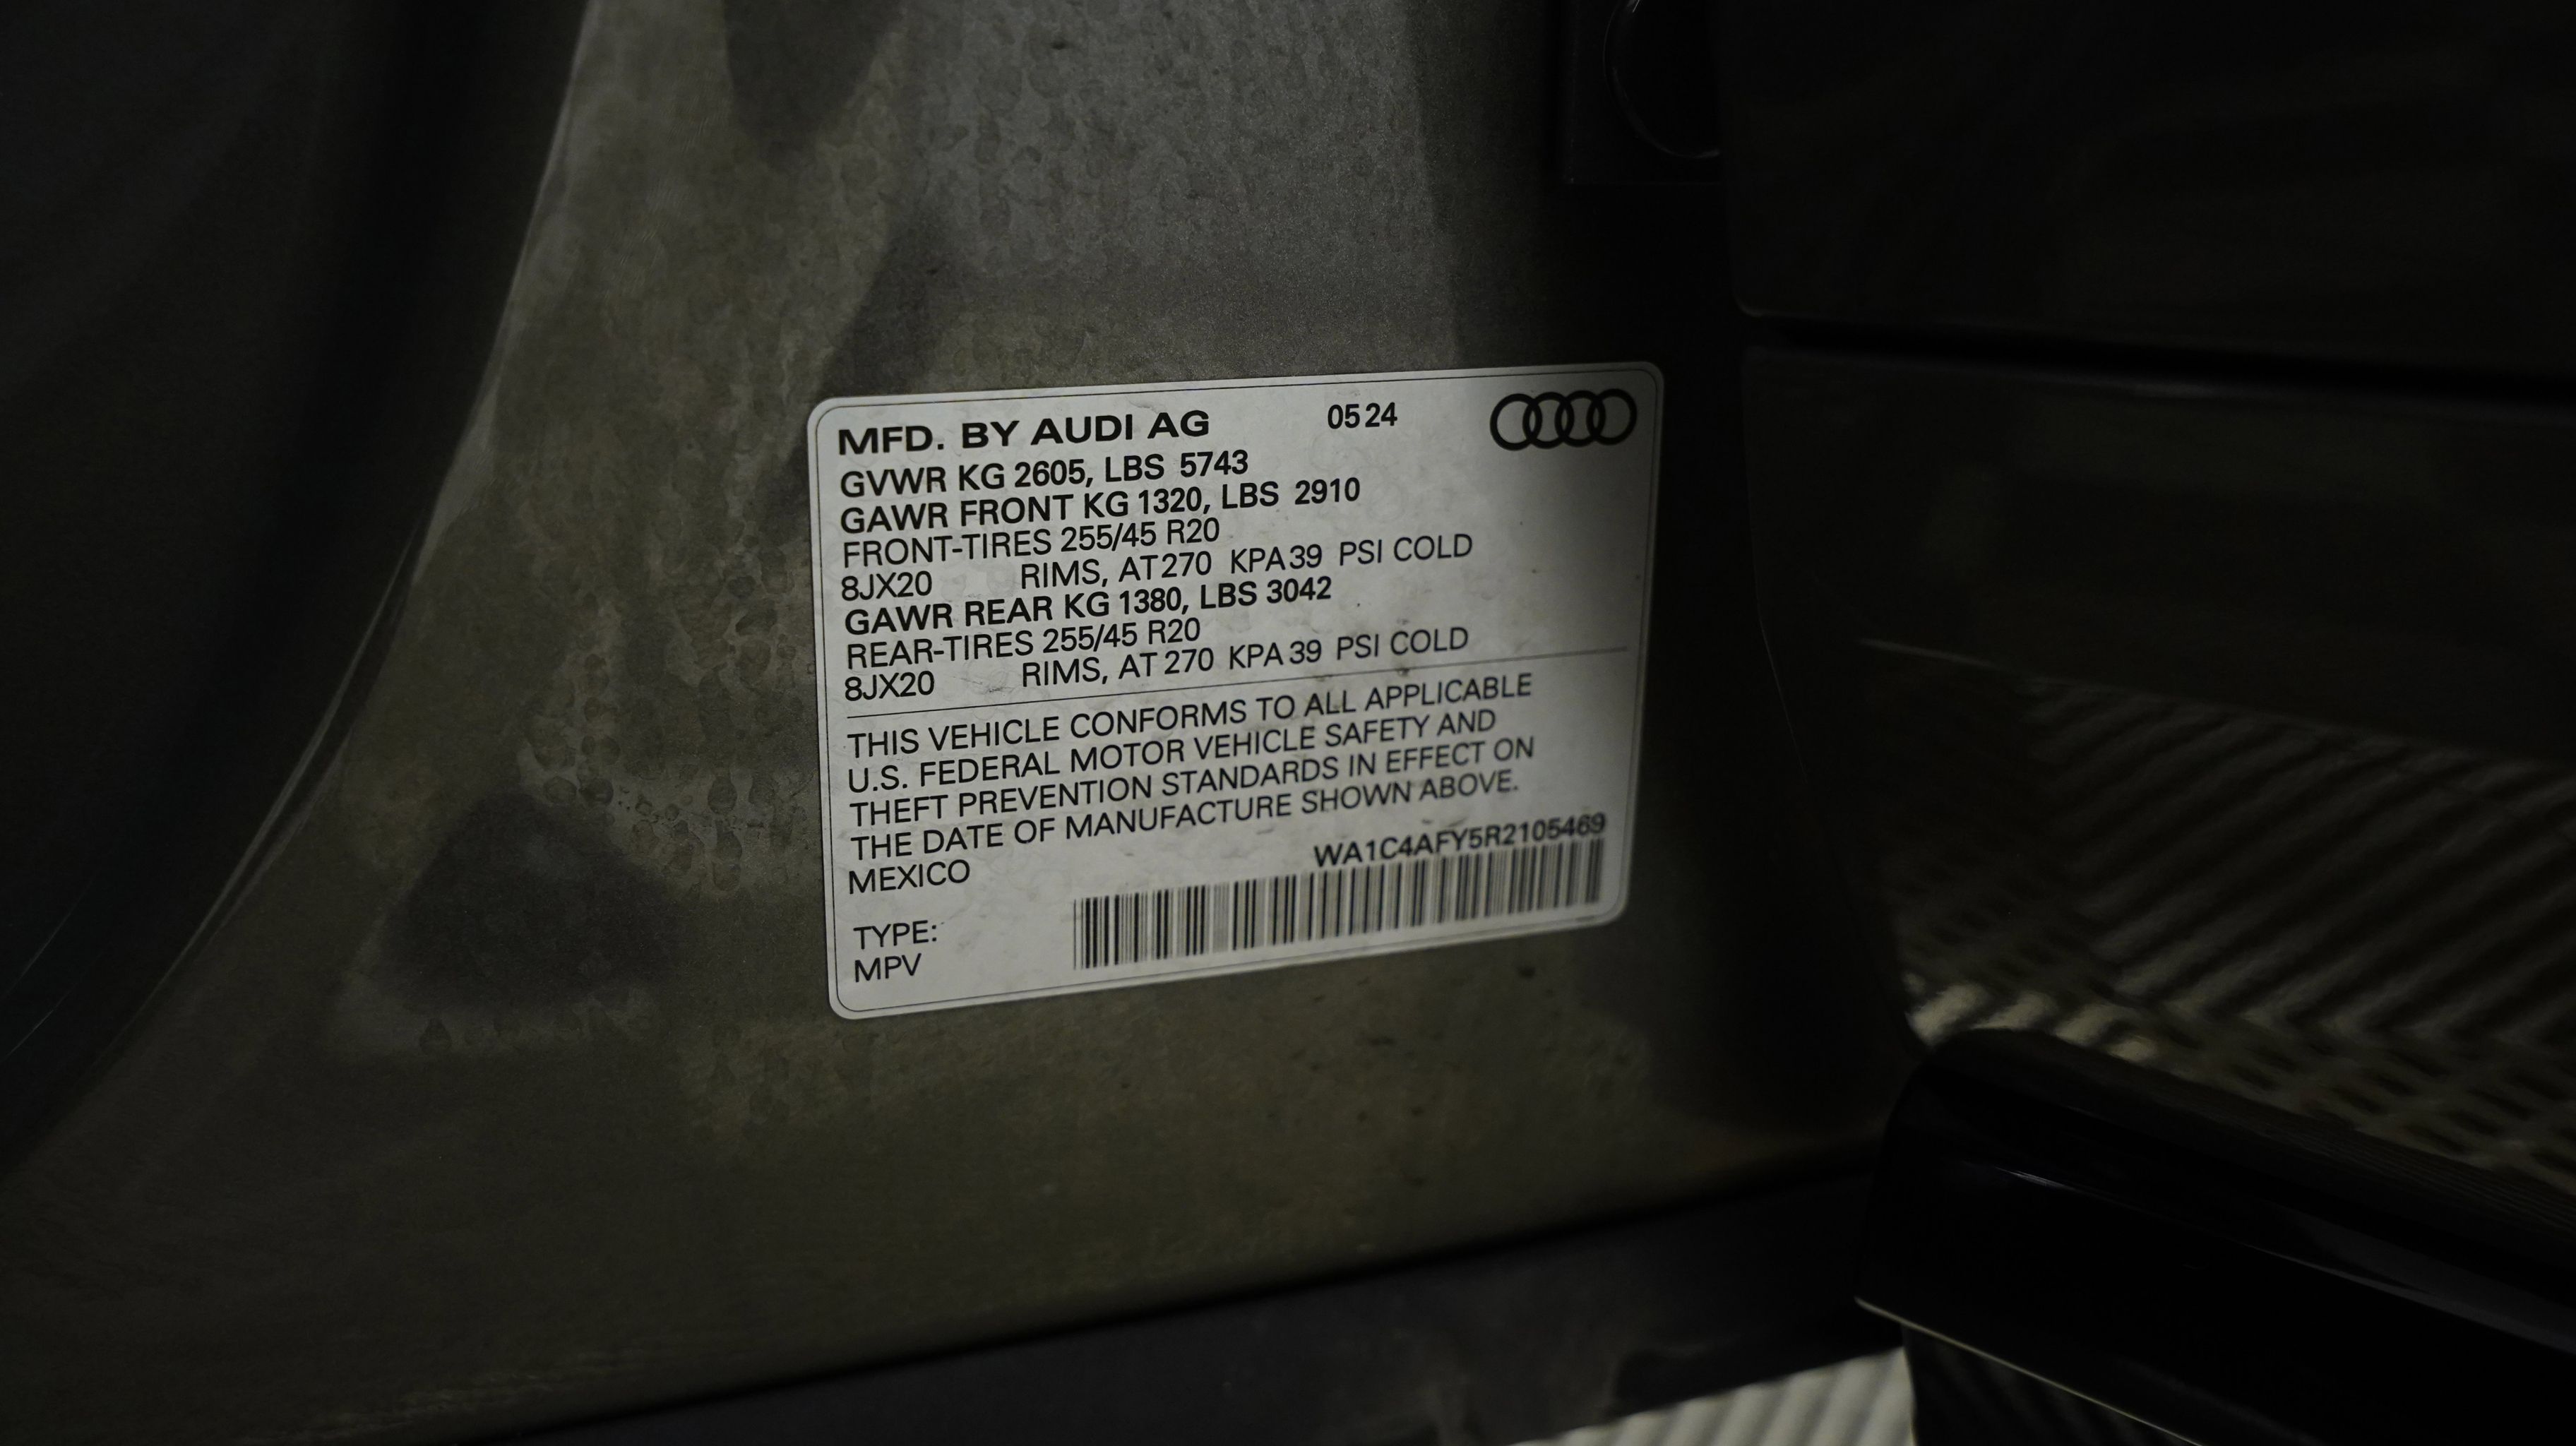 MFD. BY AUDI AG 0524
GVWR KG 2605, LBS 5743
GAWR FRONT KG 1320, LBS 2910
FRONT-TIRES 255/45 R20
8JX20 RIMS, AT 270 KPA 39 PSI COLD
GAWR REAR KG 1380, LBS 3042
REAR-TIRES 255/45 R20
8JX20 RIMS, AT 270 KPA 39 PSI COLD
THIS VEHICLE CONFORMS TO ALL APPLICABLE
U.S. FEDERAL MOTOR VEHICLE SAFETY AND
THEFT PREVENTION STANDARDS IN EFFECT ON
THE DATE OF MANUFACTURE SHOWN ABOVE.
MEXICO WA1C4AFY5R2105469
TYPE:
MPV